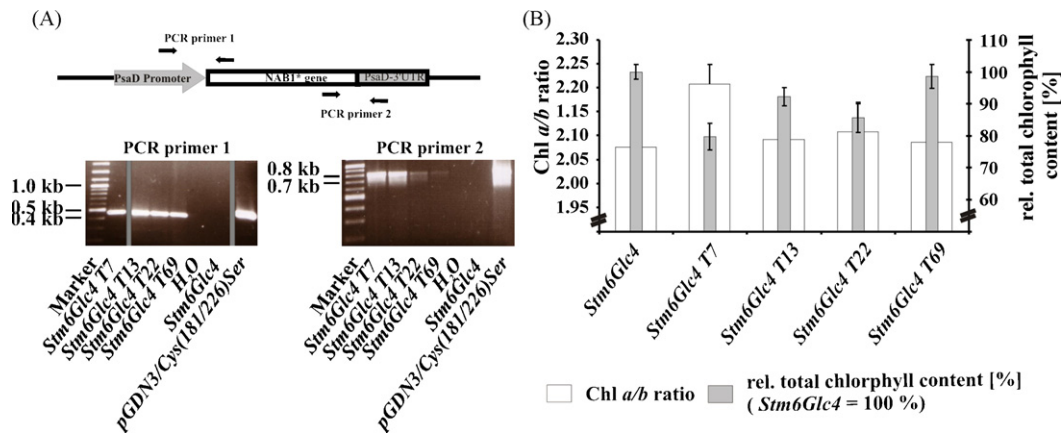 (A)
PCR primer 1
PsaD Promoter
NAB1* gene
PsaD-3'UTR
PCR primer 2
PCR primer 1
1.0 kb
0.5 kb
0.4 kb
Marker
Stm6Glc4 T7
Stm6Glc4 T13
Stm6Glc4 T22
Stm6Glc4 T69
H2O
Stm6Glc4
pGDN3/Cys(181/226)Ser
PCR primer 2
0.8 kb
0.7 kb
Marker
Stm6Glc4 T7
Stm6Glc4 T13
Stm6Glc4 T22
Stm6Glc4 T69
H2O
Stm6Glc4
pGDN3/Cys(181/226)Ser
(B)
Chl a/b ratio
2.30
2.25
2.20
2.15
2.10
2.05
2.00
1.95
110
100
90
80
70
60
rel. total chlorophy
content [%]
Stm6Glc4
Stm6Glc4 T7
Stm6Glc4 T13
Stm6Glc4 T22
Stm6Glc4 T69
Chl a/b ratio
rel. total chlorphyll content [%]
( Stm6Glc4 = 100 %)